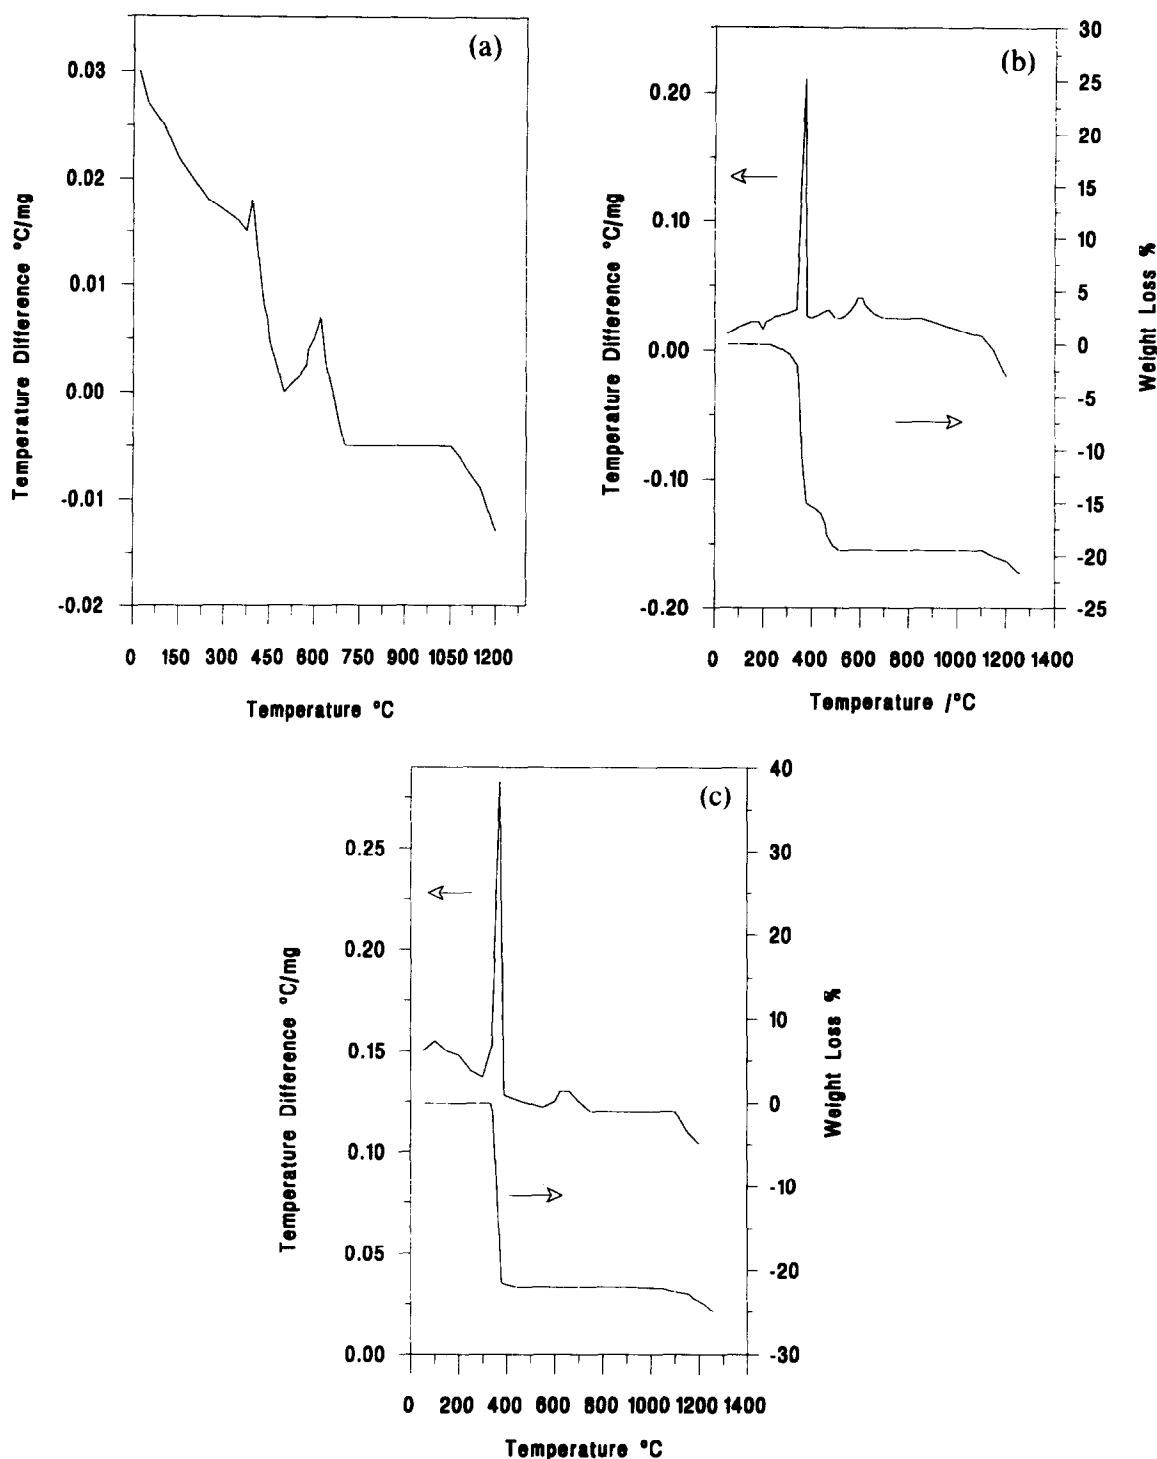 (a)
0.03
0.02
0.01
0.00
-0.01
-0.02
Temperature Difference °C/mg
0 150 300 450 600 750 900 1050 1200
Temperature °C
(b)
0.20
0.10
0.00
-0.10
-0.20
Temperature Difference °C/mg
30
25
20
15
10
5
0
-5
-10
-15
-20
-25
Weight Loss %
0 200 400 600 800 1000 1200 1400
Temperature /°C
(c)
0.25
0.20
0.15
0.10
0.05
0.00
Temperature Difference °C/mg
40
30
20
10
0
-10
-20
-30
Weight Loss %
0 200 400 600 800 1000 1200 1400
Temperature °C